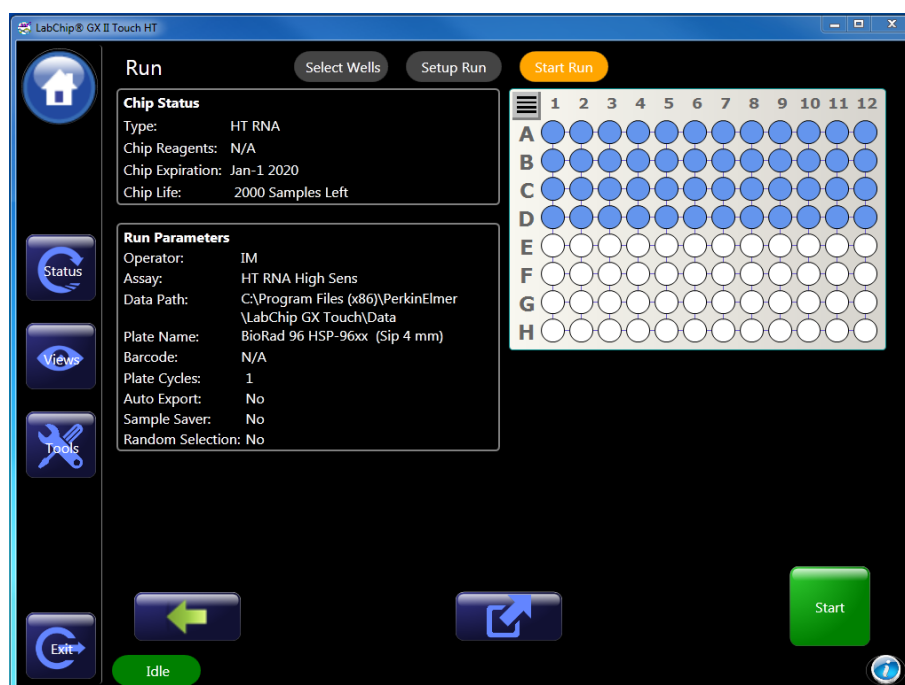 LabChip® GX II Touch HT
Run
Select Wells
Setup Run
Start Run
Chip Status
Type: HT RNA
Chip Reagents: N/A
Chip Expiration: Jan-1 2020
Chip Life: 2000 Samples Left
1 2 3 4 5 6 7 8 9 10 11 12
A
B
C
D
E
F
G
H
Run Parameters
Operator: IM
Assay: HT RNA High Sens
Data Path: C:\Program Files (x86)\PerkinElmer
\LabChip GX Touch\Data
Plate Name: BioRad 96 HSP-96xx (Sip 4 mm)
Barcode: N/A
Plate Cycles: 1
Auto Export: No
Sample Saver: No
Random Selection: No
Status
Views
Tools
Exit
Start
Idle